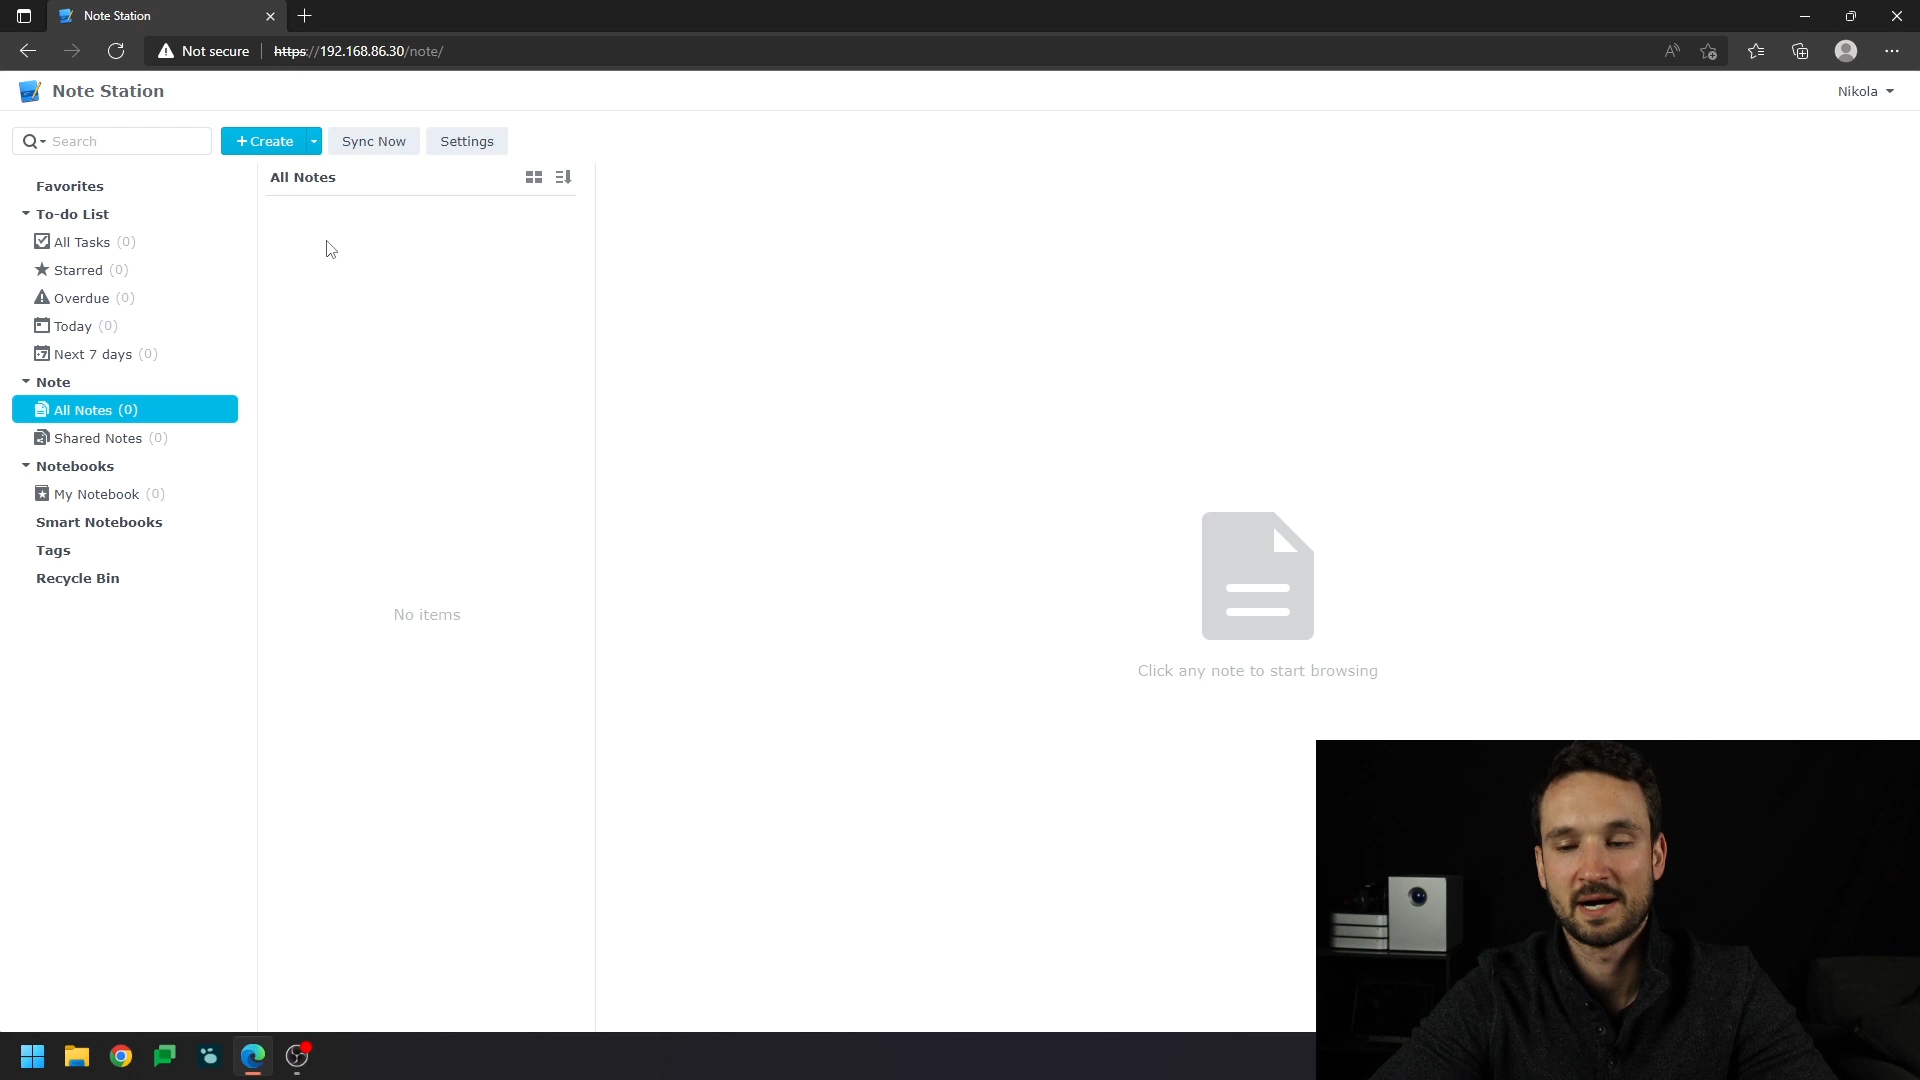 Note Station
Not secure
https://192.168.86.30/note/
Note Station
Nikola
Search
+ Create
Sync Now
Settings
Favorites
To-do List
All Tasks (0)
Starred (0)
Overdue (0)
Today (0)
Next 7 days (0)
Note
All Notes (0)
Shared Notes (0)
Notebooks
My Notebook (0)
Smart Notebooks
Tags
Recycle Bin
All Notes
No items
Click any note to start browsing